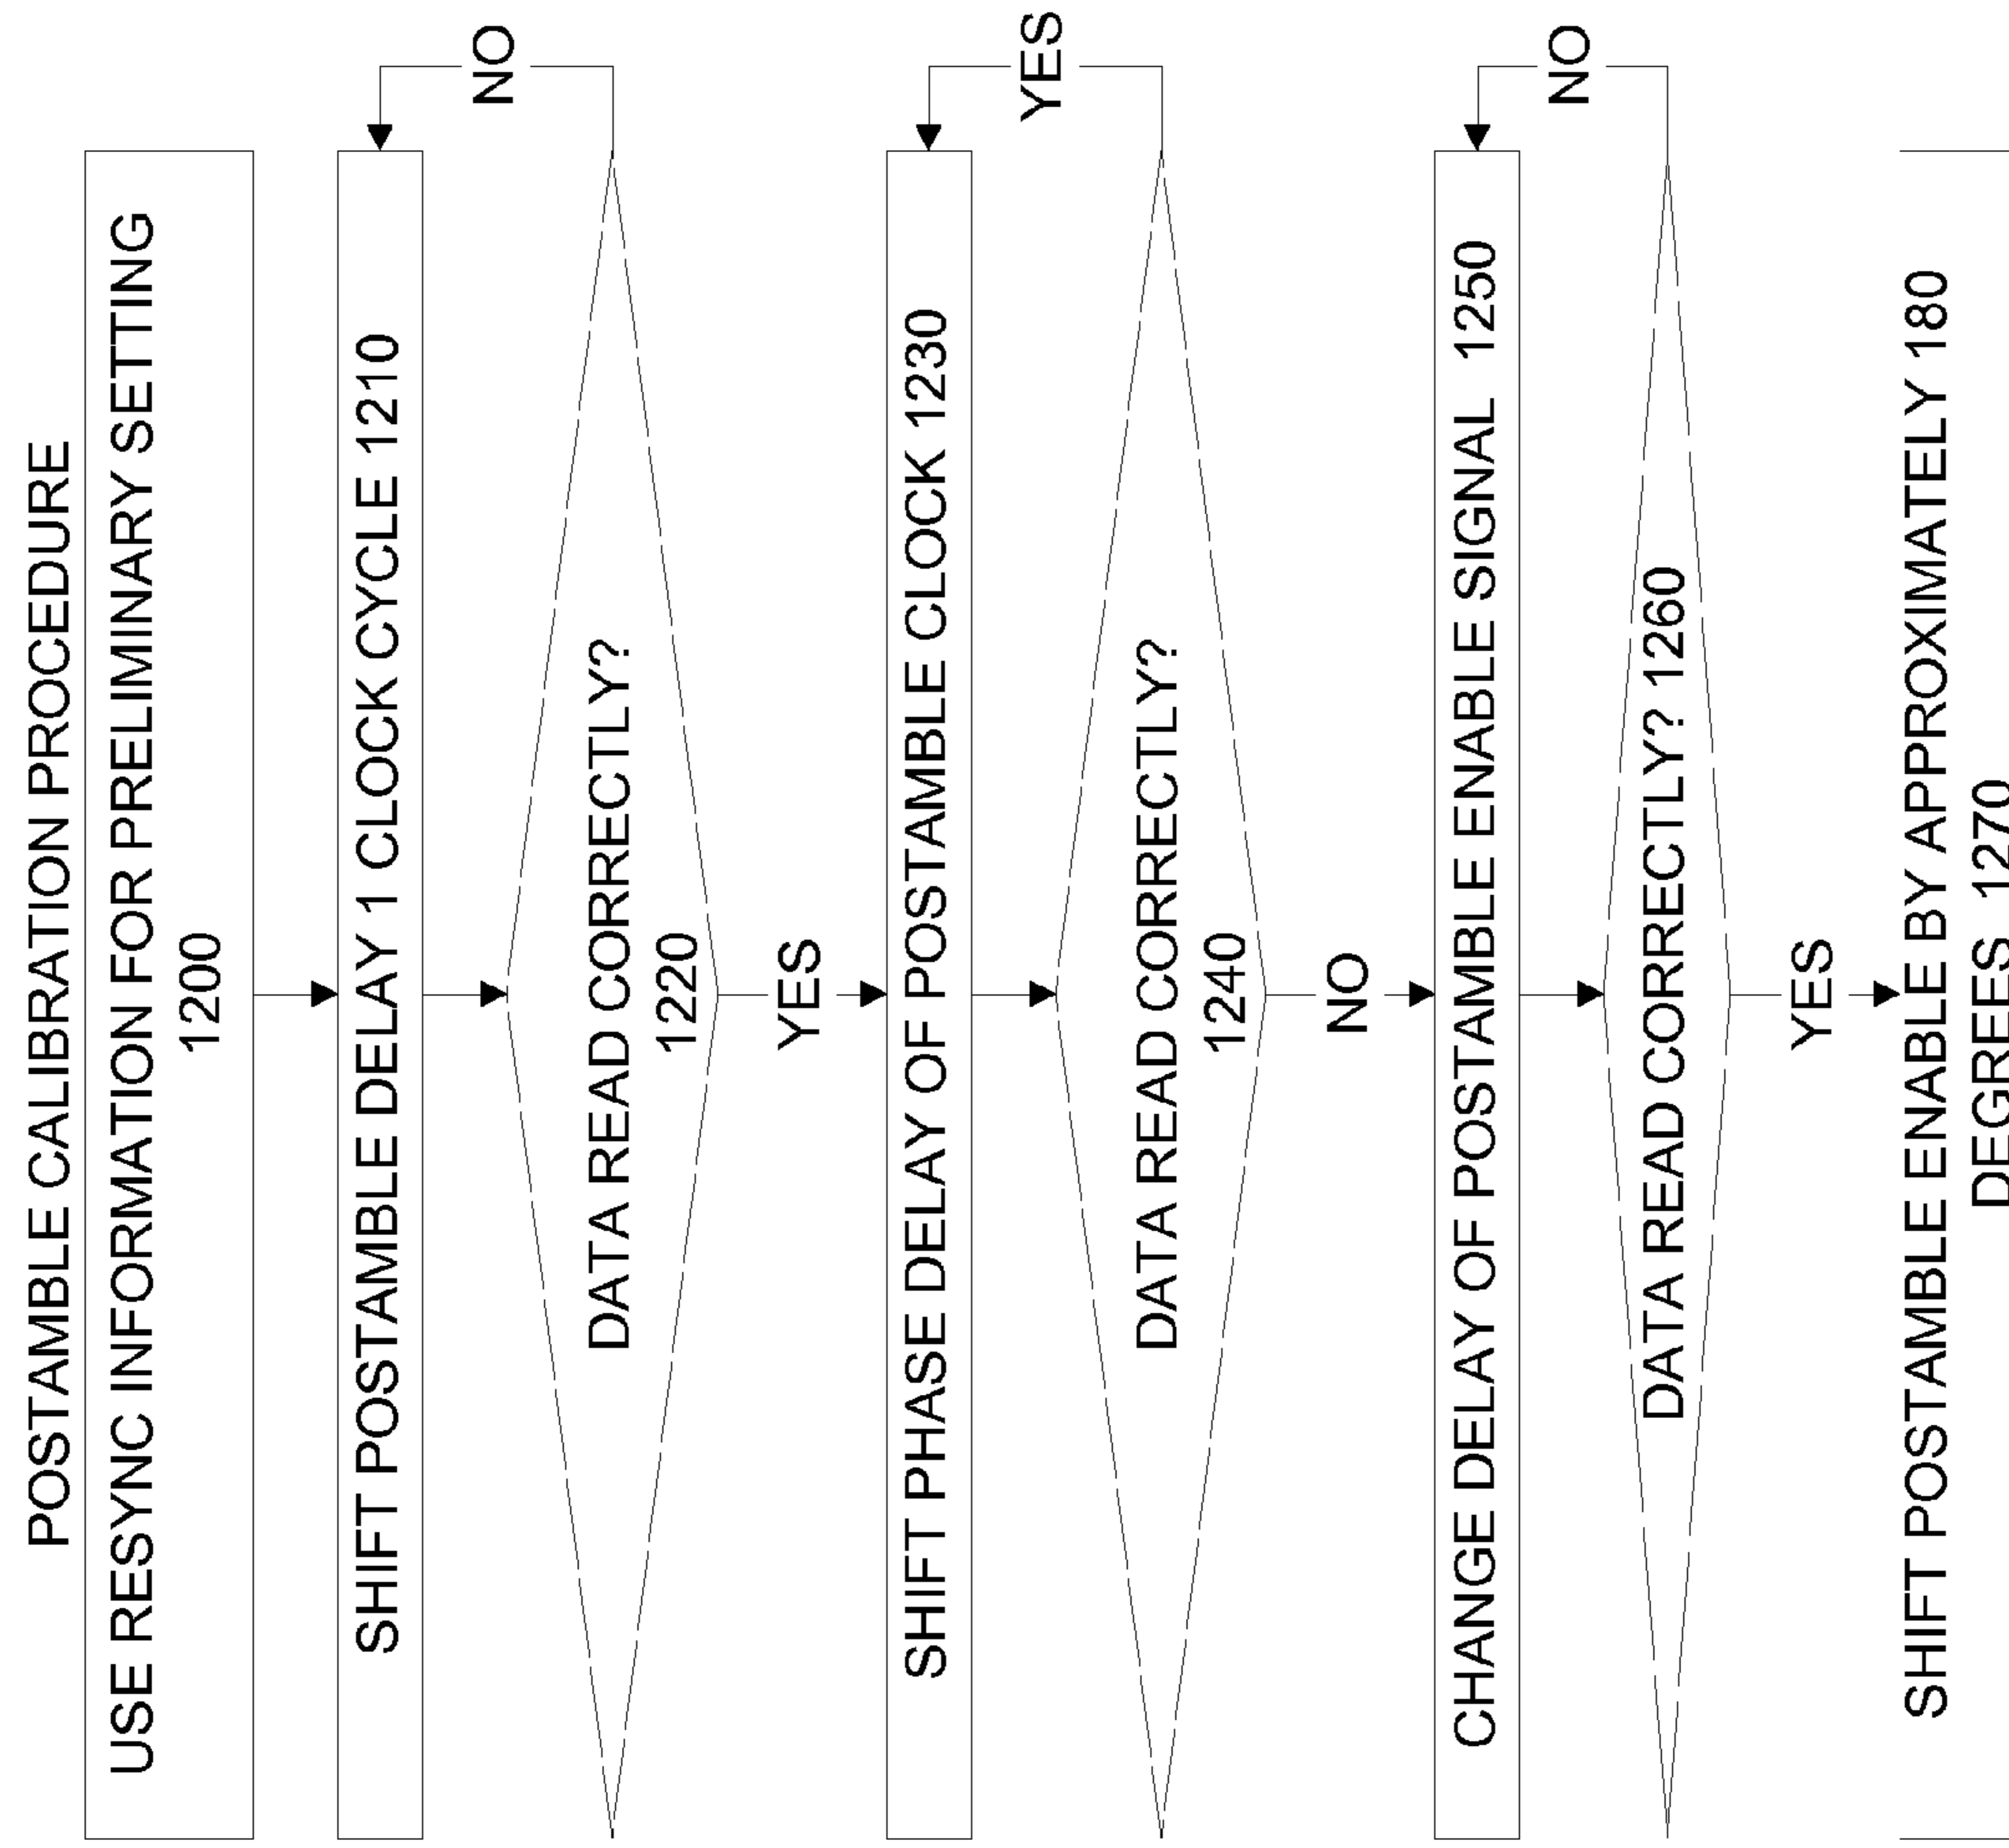 POSTAMBLE CALIBRATION PROCEDURE
USE RESYNC INFORMATION FOR PRELIMINARY SETTING
1200
SHIFT POSTAMBLE DELAY 1 CLOCK CYCLE 1210
NO
DATA READ CORRECTLY?
1220
YES
SHIFT PHASE DELAY OF POSTAMBLE CLOCK 1230
YES
DATA READ CORRECTLY?
1240
NO
CHANGE DELAY OF POSTAMBLE ENABLE SIGNAL 1250
NO
DATA READ CORRECTLY? 1260
YES
SHIFT POSTAMBLE ENABLE BY APPROXIMATELY 180
DEGREES 1270